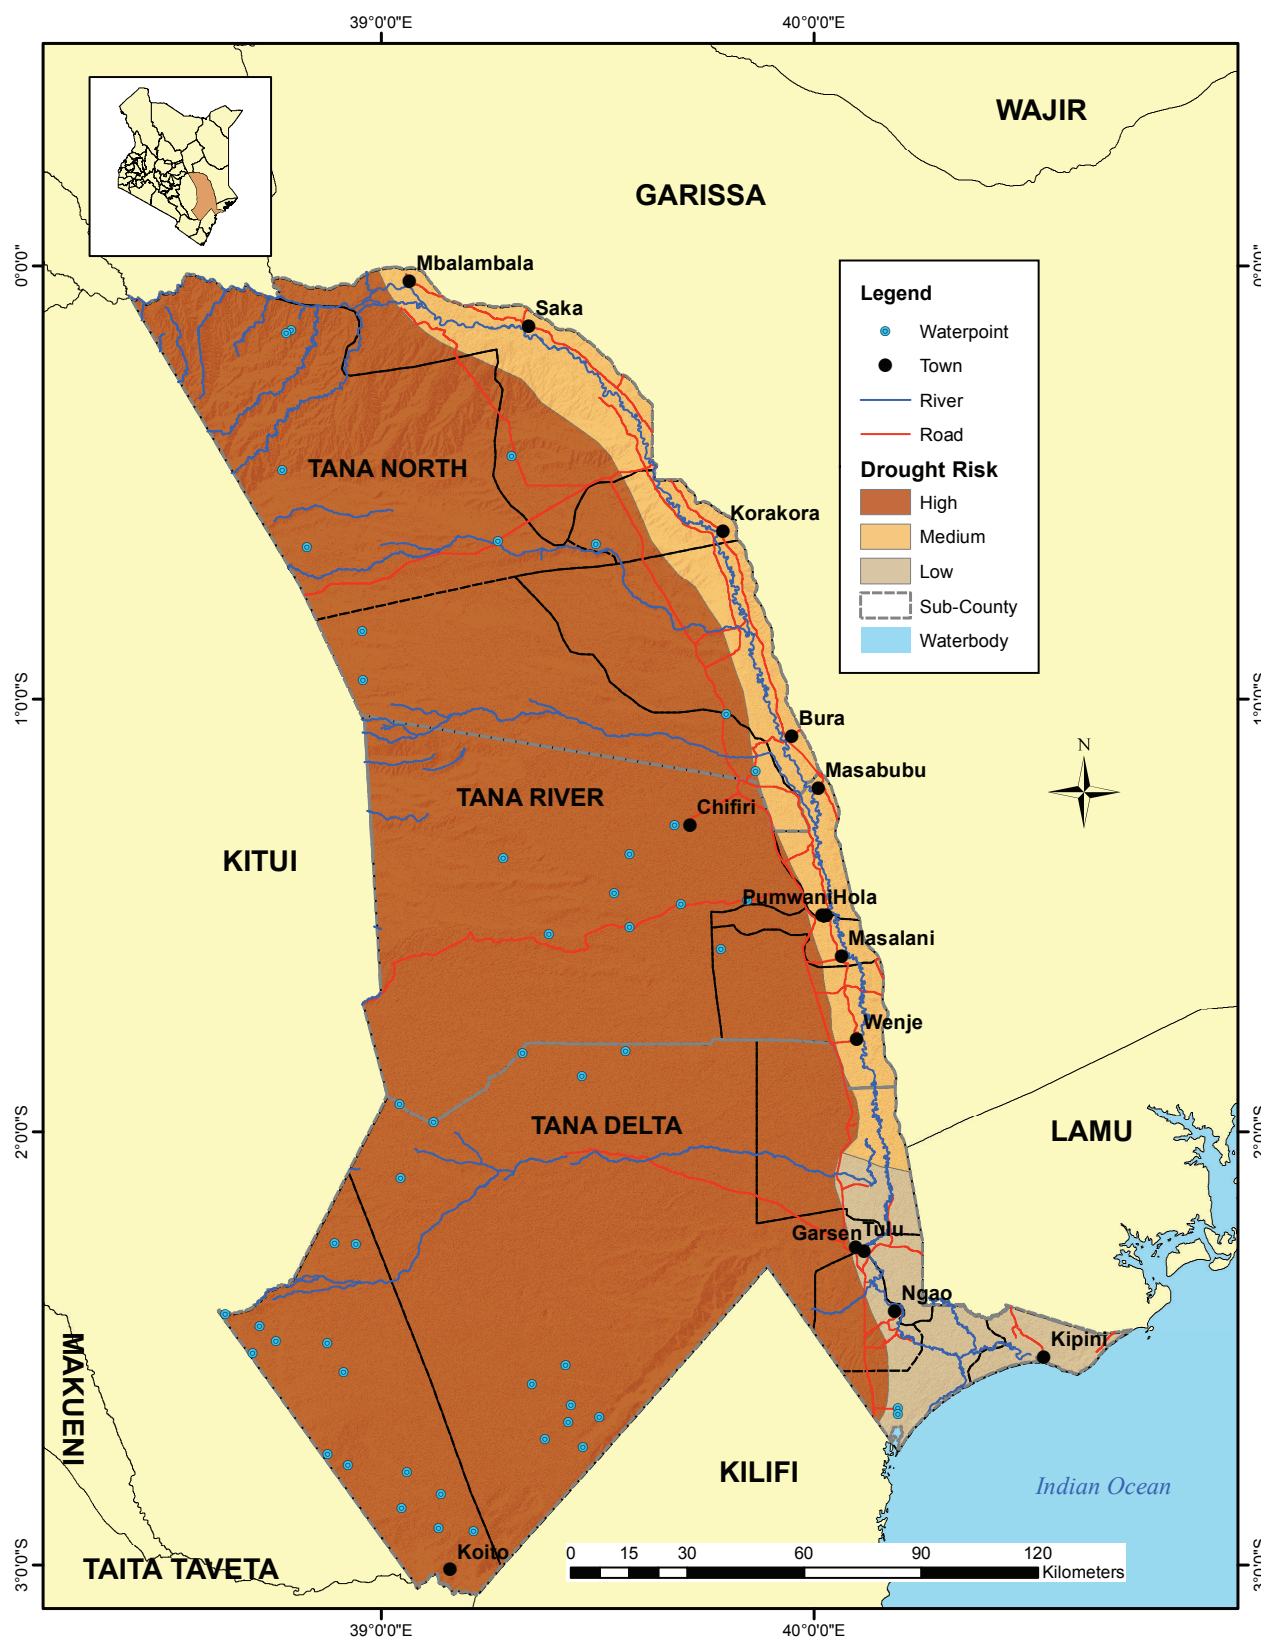 39°0'0"E
40°0'0"E
WAJIR
GARISSA
0°0'0"
0°0'0"
Mbalambala
Saka
Legend
Waterpoint
Town
River
Road
Drought Risk
High
Medium
Low
Sub-County
Waterbody
TANA NORTH
Korakora
1°0'0"S
1°0'0"S
Bura
N
Masabubu
TANA RIVER
Chifiri
KITUI
Pumwani
Hola
Masalani
Wenje
2°0'0"S
2°0'0"S
TANA DELTA
LAMU
Garsen
Tulu
Ngao
Kipini
MAKUENI
KILIFI
Indian Ocean
Koito
TAITA TAVETA
3°0'0"S
3°0'0"S
0 15 30 60 90 120
Kilometers
39°0'0"E
40°0'0"E